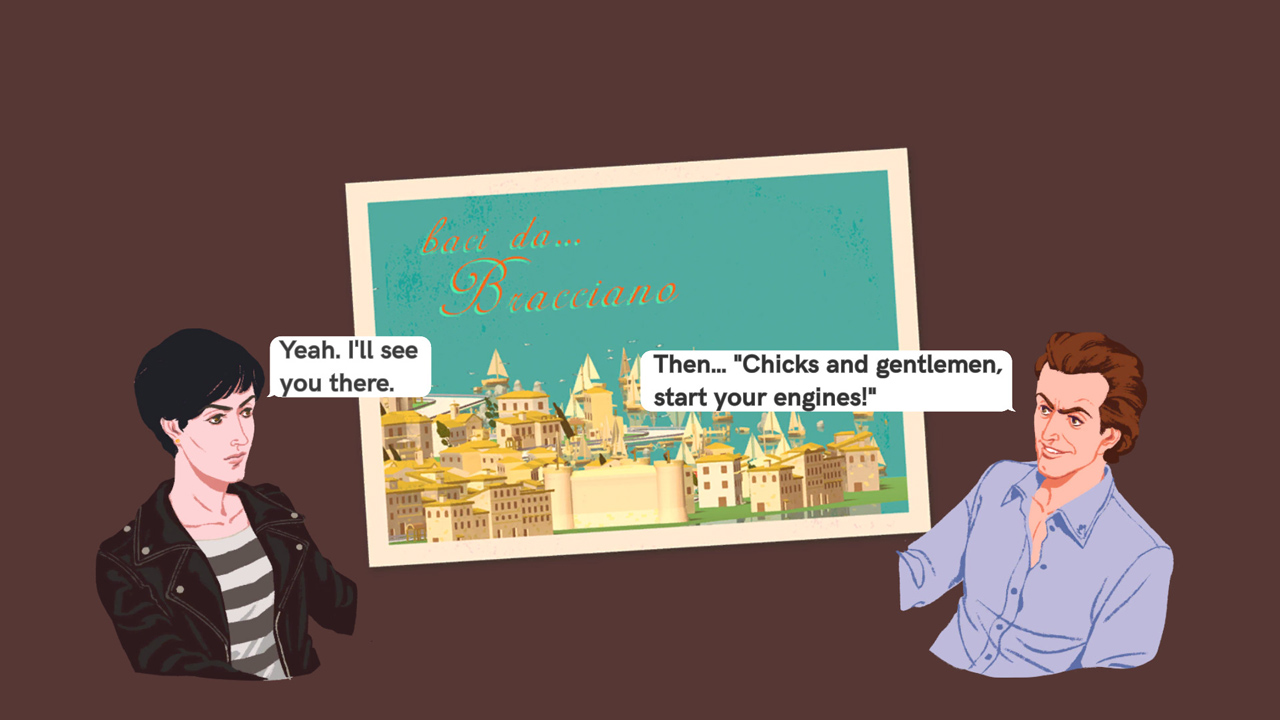 baci da...
Bracciano
Yeah. I'll see
you there.
Then... "Chicks and gentlemen,
start your engines!"